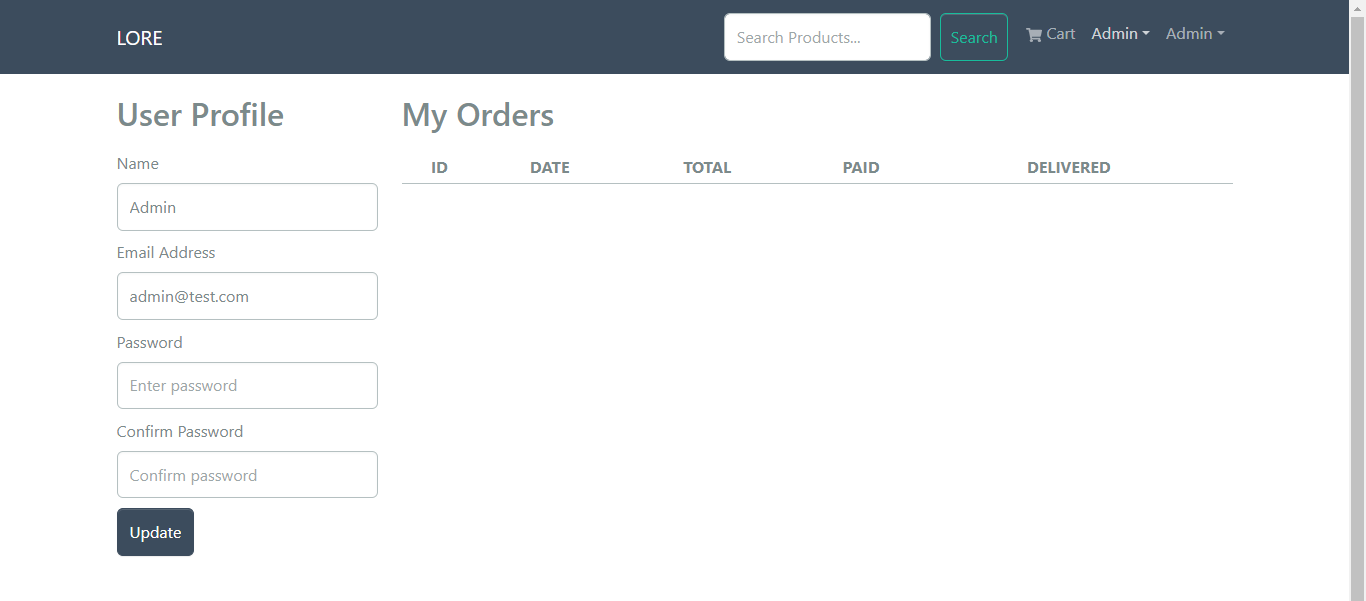 LORE
Search Products...
Search
Cart
Admin
Admin
User Profile
Name
Admin
Email Address
admin@test.com
Password
Enter password
Confirm Password
Confirm password
Update
My Orders
ID DATE TOTAL PAID DELIVERED